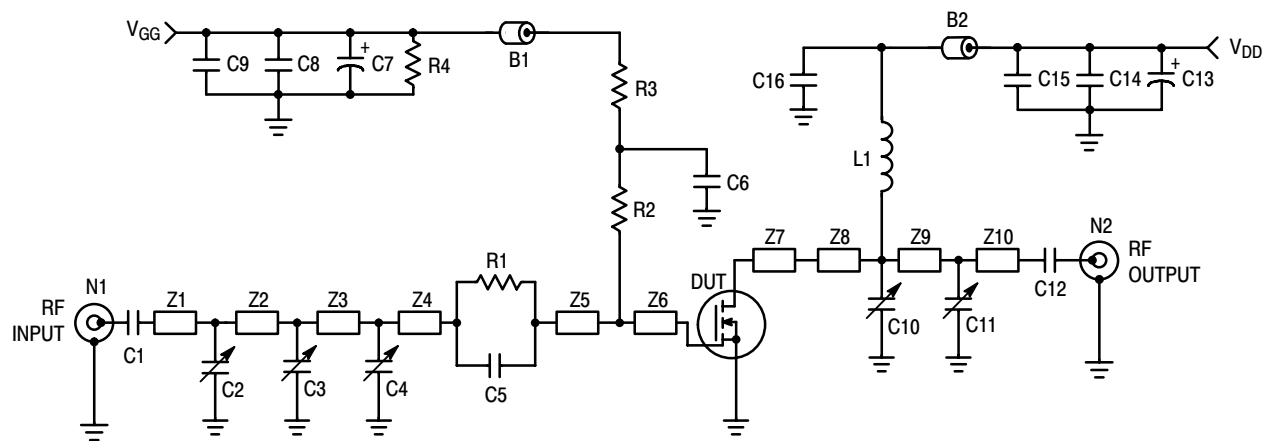 VGG
C9
C8
+
C7
R4
B1
R3
C6
R2
B2
VDD
C16
C15
C14
+
C13
L1
N1
RF
INPUT
C1
Z1
Z2
Z3
Z4
R1
C5
Z5
Z6
C2
C3
C4
DUT
Z7
Z8
Z9
Z10
C10
C11
C12
N2
RF
OUTPUT